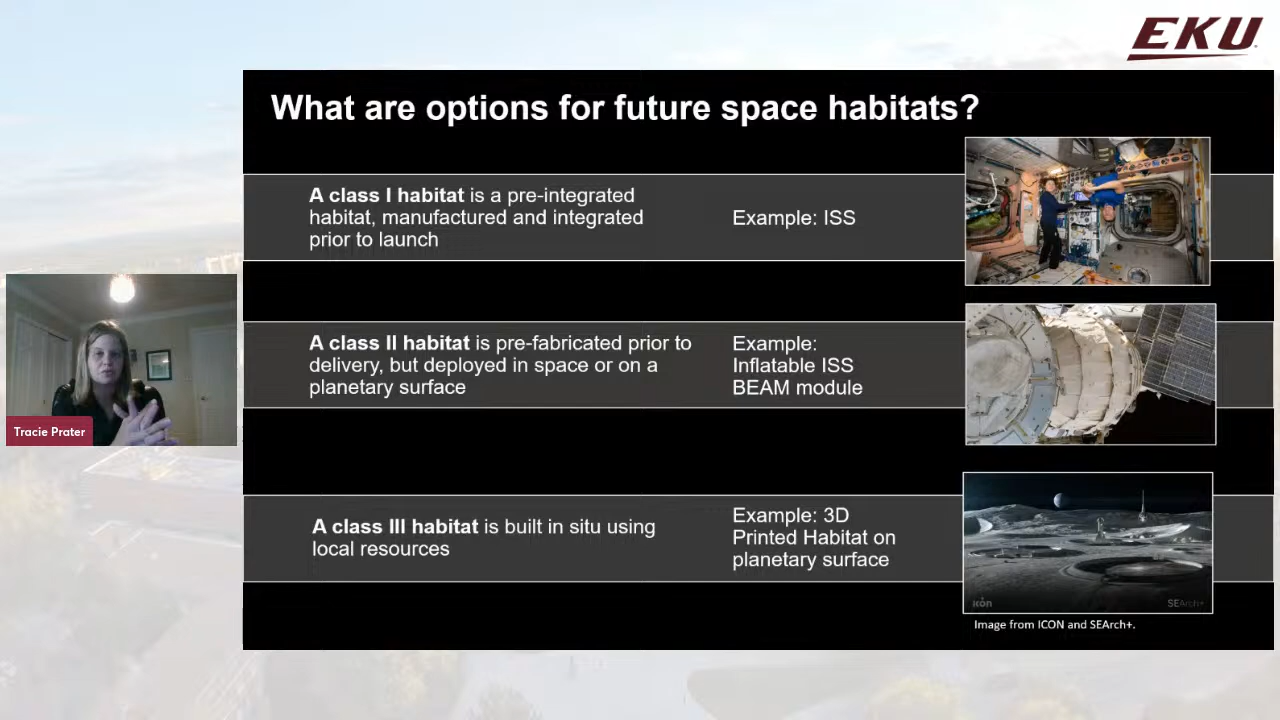 EKU
What are options for future space habitats?
A class I habitat is a pre-integrated
habitat, manufactured and integrated
prior to launch
Example: ISS
A class II habitat is pre-fabricated prior to
delivery, but deployed in space or on a
planetary surface
Example:
Inflatable ISS
BEAM module
Tracie Prater
A class III habitat is built in situ using
local resources
Example: 3D
Printed Habitat on
planetary surface
ICON
SEArch+
Image from ICON and SEArch+.